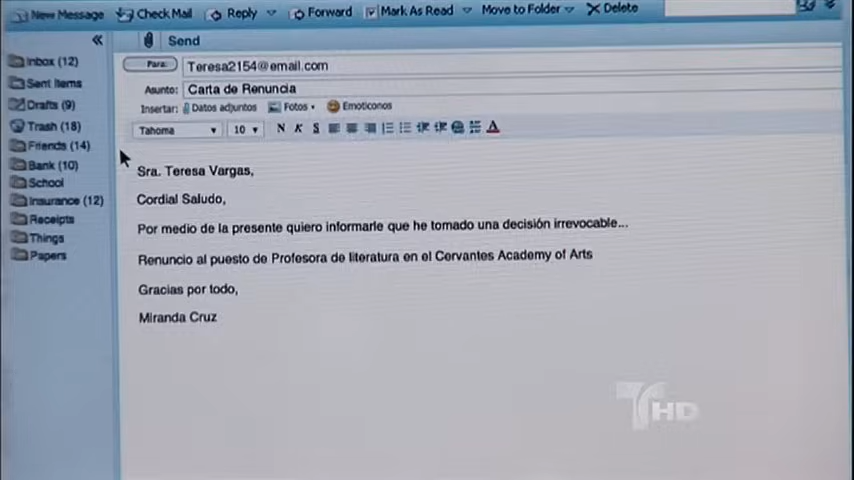 New Message Check Mail Reply Forward Mark As Read Move to Folder Delete
Send
Inbox (12)
Sent Items
Drafts (9)
Trash (18)
Friends (14)
Bank (10)
School
Insurance (12)
Receipts
Things
Papers
Para: Teresa2154@email.com
Asunto: Carta de Renuncia
Insertar: Datos adjuntos Fotos Emoticonos
Tahoma 10 N K S A
Sra. Teresa Vargas,
Cordial Saludo,
Por medio de la presente quiero informarle que he tomado una decisión irrevocable...
Renuncio al puesto de Profesora de literatura en el Cervantes Academy of Arts
Gracias por todo,
Miranda Cruz
T HD